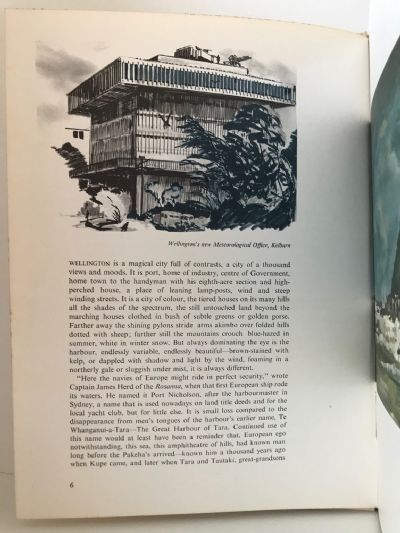 Wellington's new Meteorological Office, Kelburn
WELLINGTON is a magical city full of contrasts, a city of a thousand
views and moods. It is port, home of industry, centre of Government,
home town to the handyman with his eighth-acre section and high-
perched house, a place of leaning lamp-posts, wind and steep
winding streets. It is a city of colour, the tiered houses on its many hills
all the shades of the spectrum, the still untouched land beyond the
marching houses clothed in bush of subtle greens or golden gorse.
Farther away the shining pylons stride arms akimbo over folded hills
dotted with sheep; farther still the mountains crouch blue-hazed in
summer, white in winter snow. But always dominating the eye is the
harbour, endlessly variable, endlessly beautiful—brown-stained with
kelp, or dappled with shadow and light by the wind, foaming in a
northerly gale or sluggish under mist, it is always different.
"Here the navies of Europe might ride in perfect security," wrote
Captain James Herd of the Rosanna, when that first European ship rode
its waters. He named it Port Nicholson, after the harbourmaster in
Sydney, a name that is used nowadays on land title deeds and for the
local yacht club, but for little else. It is small loss compared to the
disappearance from men's tongues of the harbour's earlier name, Te
Whanganui-a-Tara—The Great Harbour of Tara. Continued use of
this name would at least have been a reminder that, European ego
notwithstanding, this sea, this amphitheatre of hills, had known man
long before the Pakeha's arrived—known him a thousand years ago
when Kupe came, and later when Tara and Tautaki, great-grandsons
6